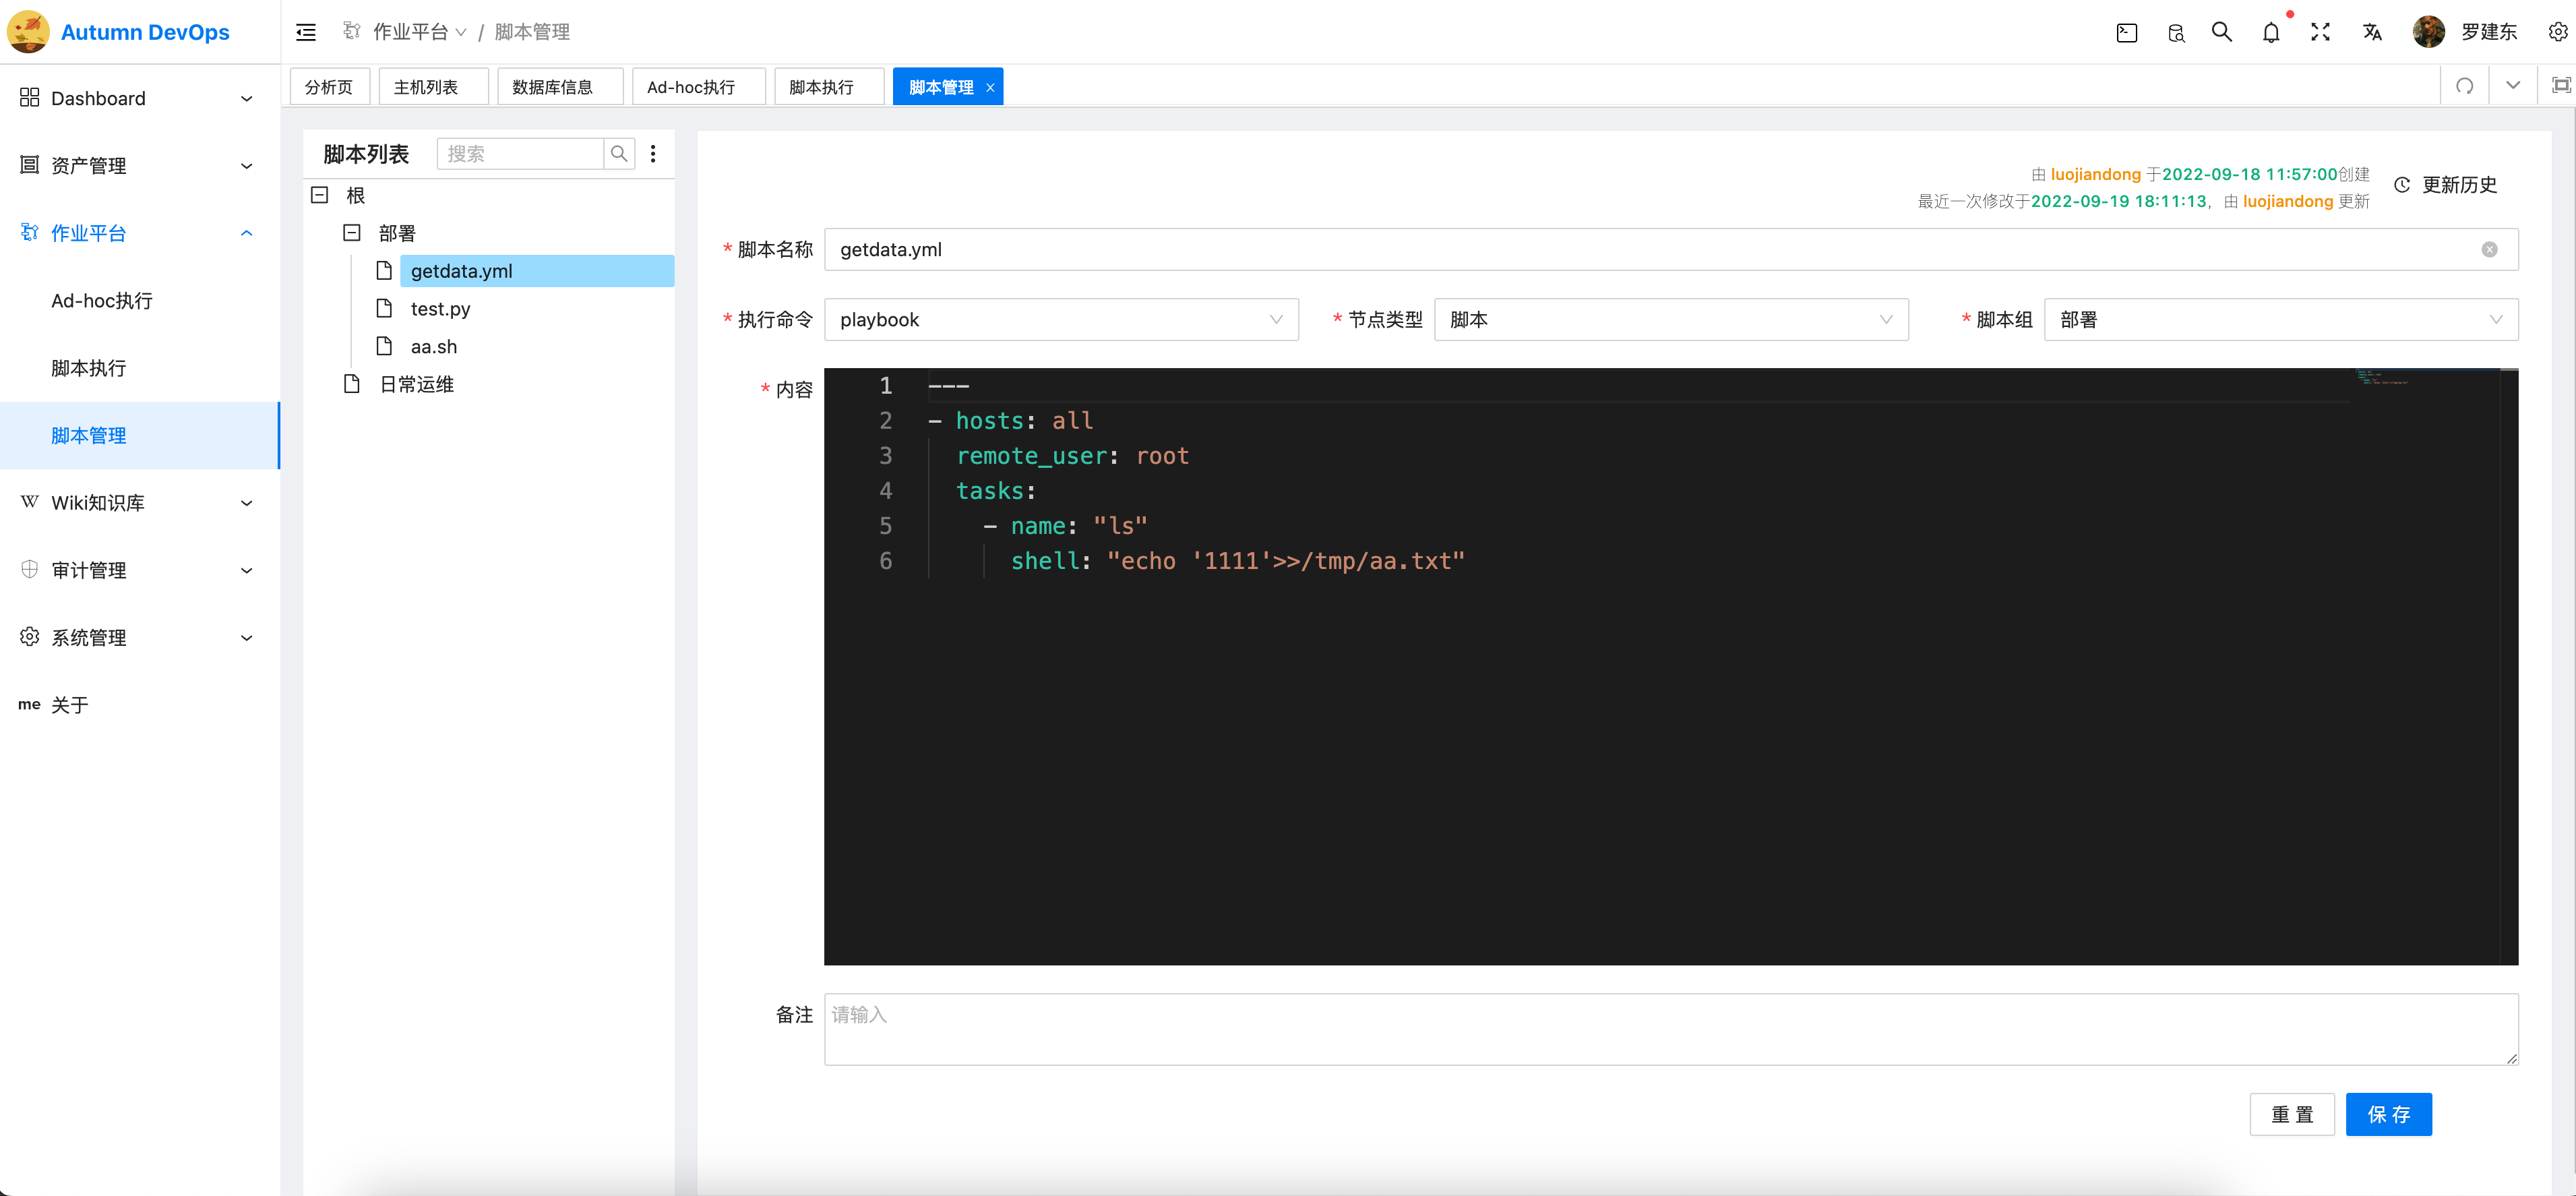 Autumn DevOps
作业平台 / 脚本管理
罗建东
分析页
主机列表
数据库信息
Ad-hoc执行
脚本执行
脚本管理
Dashboard
资产管理
作业平台
Ad-hoc执行
脚本执行
脚本管理
Wiki知识库
审计管理
系统管理
me 关于
脚本列表
搜索
根
部署
getdata.yml
test.py
aa.sh
日常运维
由 luojiandong 于2022-09-18 11:57:00创建
最近一次修改于2022-09-19 18:11:13，由 luojiandong 更新
更新历史
* 脚本名称 getdata.yml
* 执行命令 playbook
* 节点类型 脚本
* 脚本组 部署
* 内容
1 ---
2 - hosts: all
3 remote_user: root
4 tasks:
5 - name: "ls"
6 shell: "echo '1111'>>/tmp/aa.txt"
备注 请输入
重 置
保 存